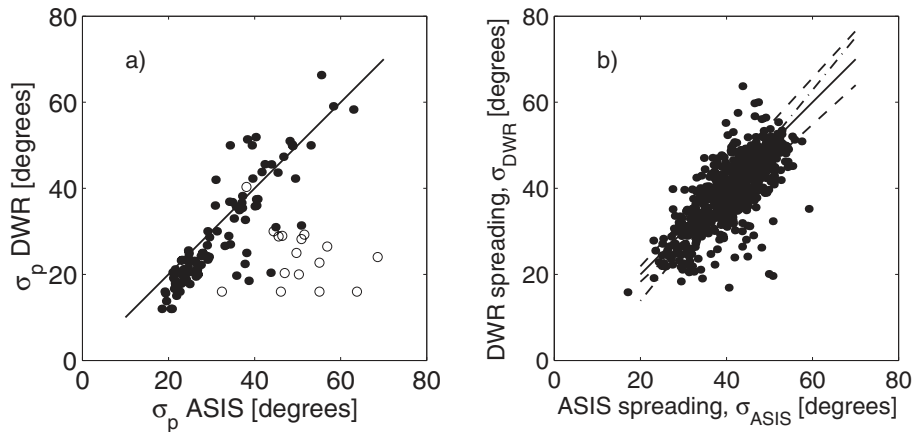 a)
σp DWR [degrees]
80
60
40
20
0
0 20 40 60 80
σp ASIS [degrees]
b)
DWR spreading, σDWR [degrees]
80
60
40
20
0
0 20 40 60 80
ASIS spreading, σASIS [degrees]